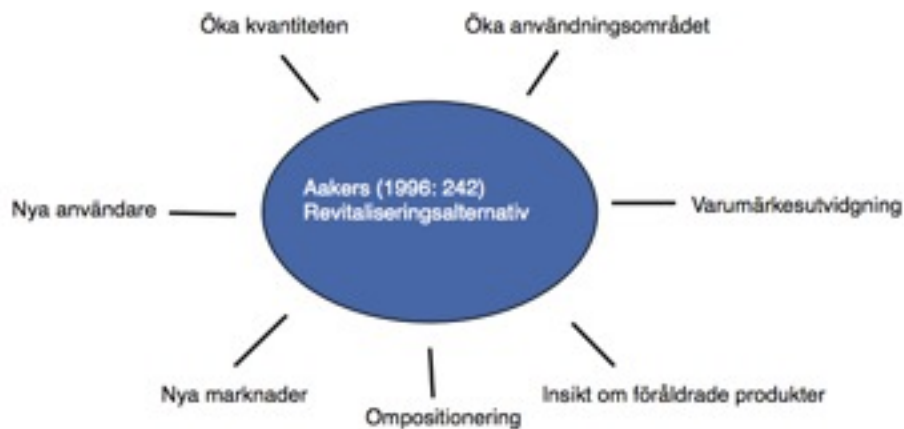 Öka kvantiteten
Öka användningsområdet
Aakers (1996: 242)
Revitaliseringsalternativ
Nya användare
Varumärkesutvidgning
Nya marknader
Insikt om föråldrade produkter
Ompositionering